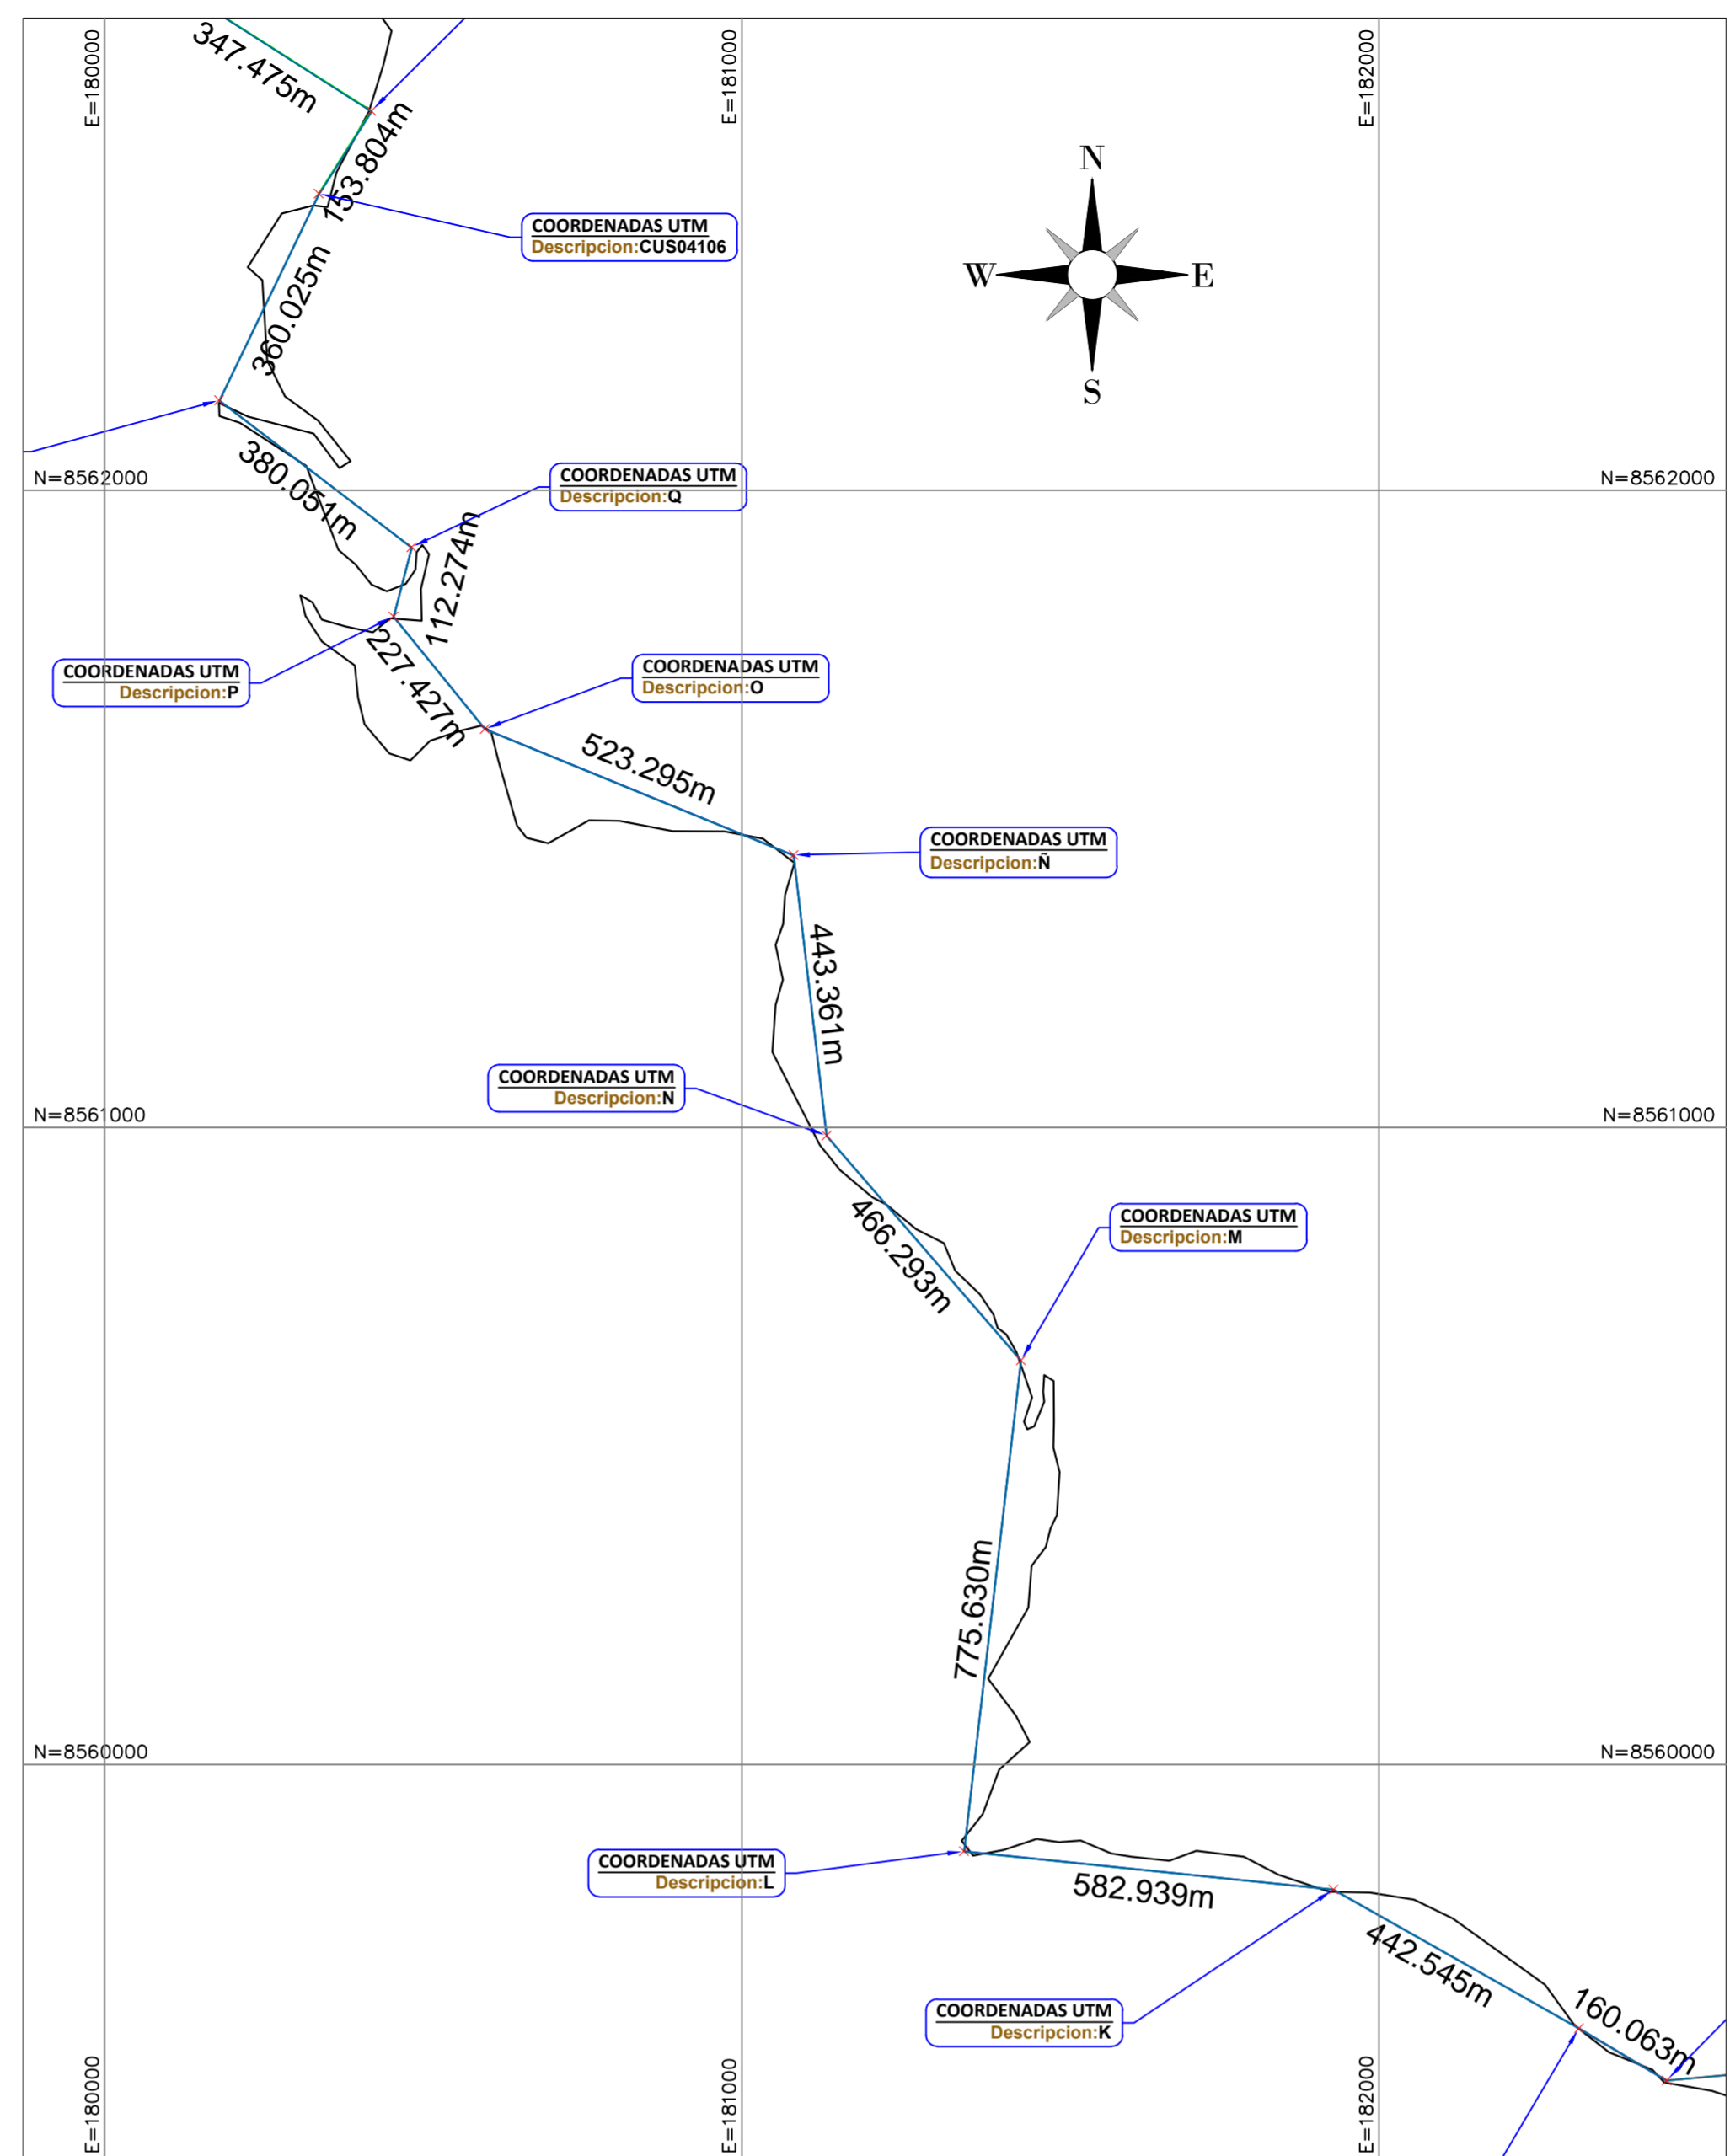 E=180000
E=181000
E=182000
347.475m
153.804m
N
W
E
S
COORDENADAS UTM
Descripcion:CUS04106
360.025m
380.051m
N=8562000
N=8562000
COORDENADAS UTM
Descripcion:Q
112.274m
COORDENADAS UTM
Descripcion:P
227.427m
COORDENADAS UTM
Descripcion:O
523.295m
COORDENADAS UTM
Descripcion:Ñ
443.361m
COORDENADAS UTM
Descripcion:N
N=8561000
N=8561000
466.293m
COORDENADAS UTM
Descripcion:M
775.630m
N=8560000
N=8560000
COORDENADAS UTM
Descripcion:L
582.939m
442.545m
COORDENADAS UTM
Descripcion:K
160.063m
E=180000
E=181000
E=182000